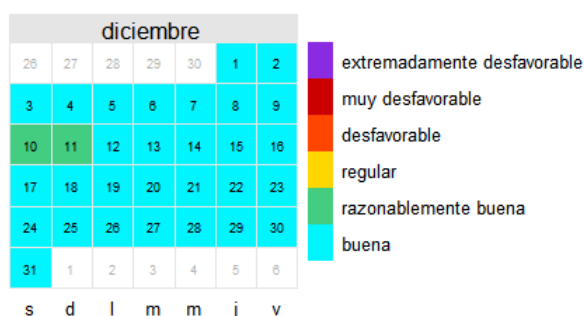 diciembre
26 27 28 29 30 1 2
3 4 5 6 7 8 9
10 11 12 13 14 15 16
17 18 19 20 21 22 23
24 25 26 27 28 29 30
31 1 2 3 4 5 6
s d l m m j v
extremadamente desfavorable
muy desfavorable
desfavorable
regular
razonablemente buena
buena